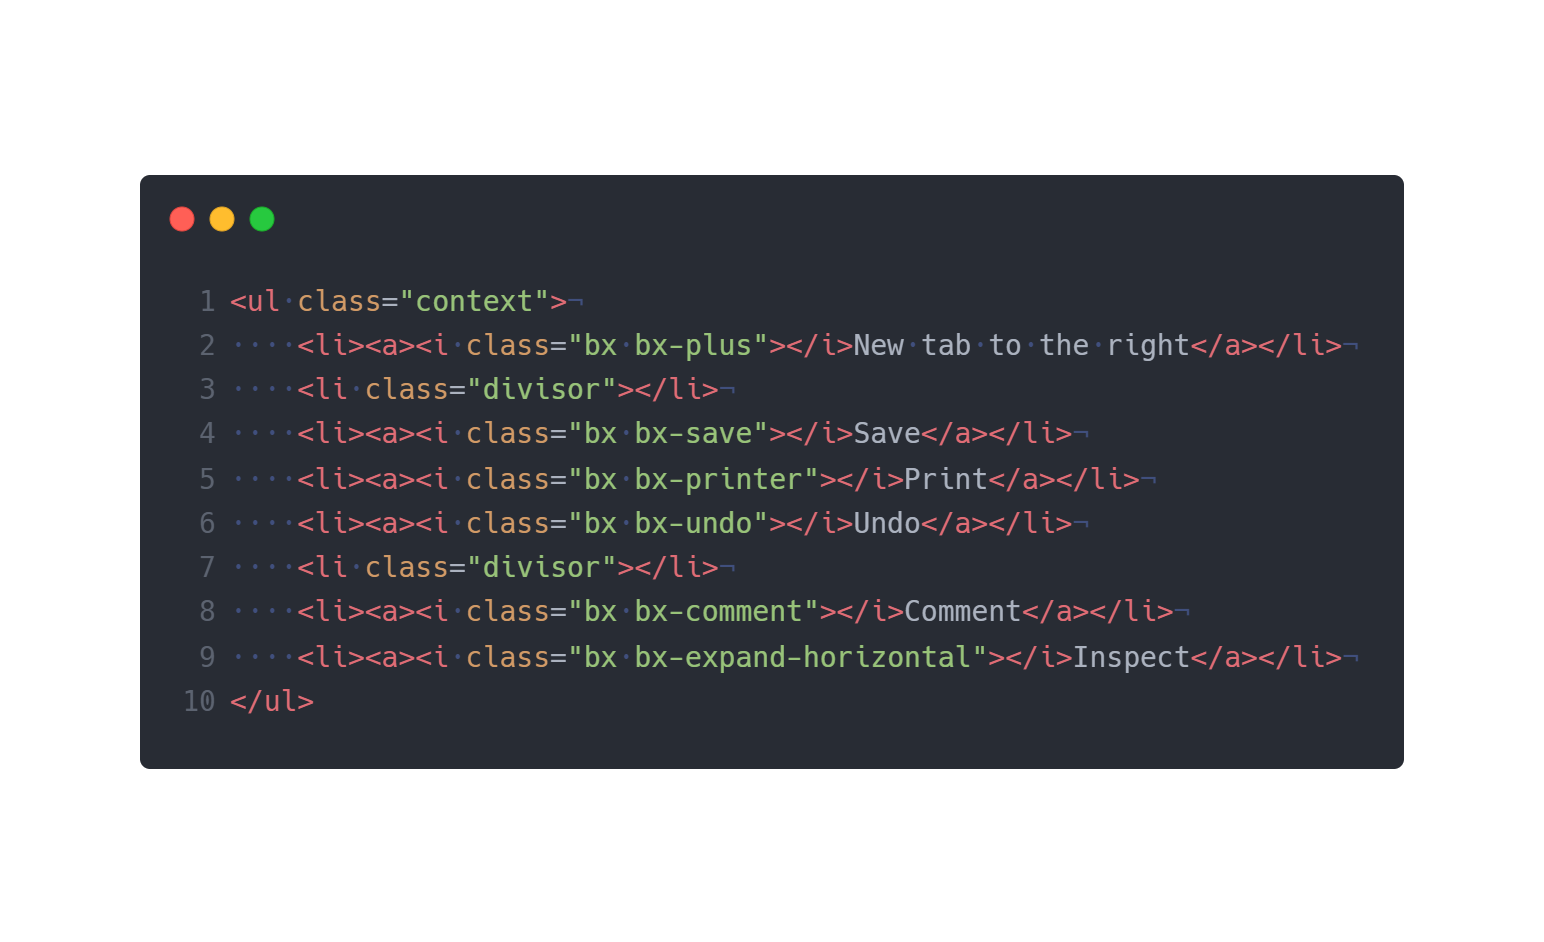 1 <ul·class="context">¬
2 ····<li><a><i·class="bx·bx-plus"></i>New·tab·to·the·right</a></li>¬
3 ····<li·class="divisor"></li>¬
4 ····<li><a><i·class="bx·bx-save"></i>Save</a></li>¬
5 ····<li><a><i·class="bx·bx-printer"></i>Print</a></li>¬
6 ····<li><a><i·class="bx·bx-undo"></i>Undo</a></li>¬
7 ····<li·class="divisor"></li>¬
8 ····<li><a><i·class="bx·bx-comment"></i>Comment</a></li>¬
9 ····<li><a><i·class="bx·bx-expand-horizontal"></i>Inspect</a></li>¬
10 </ul>